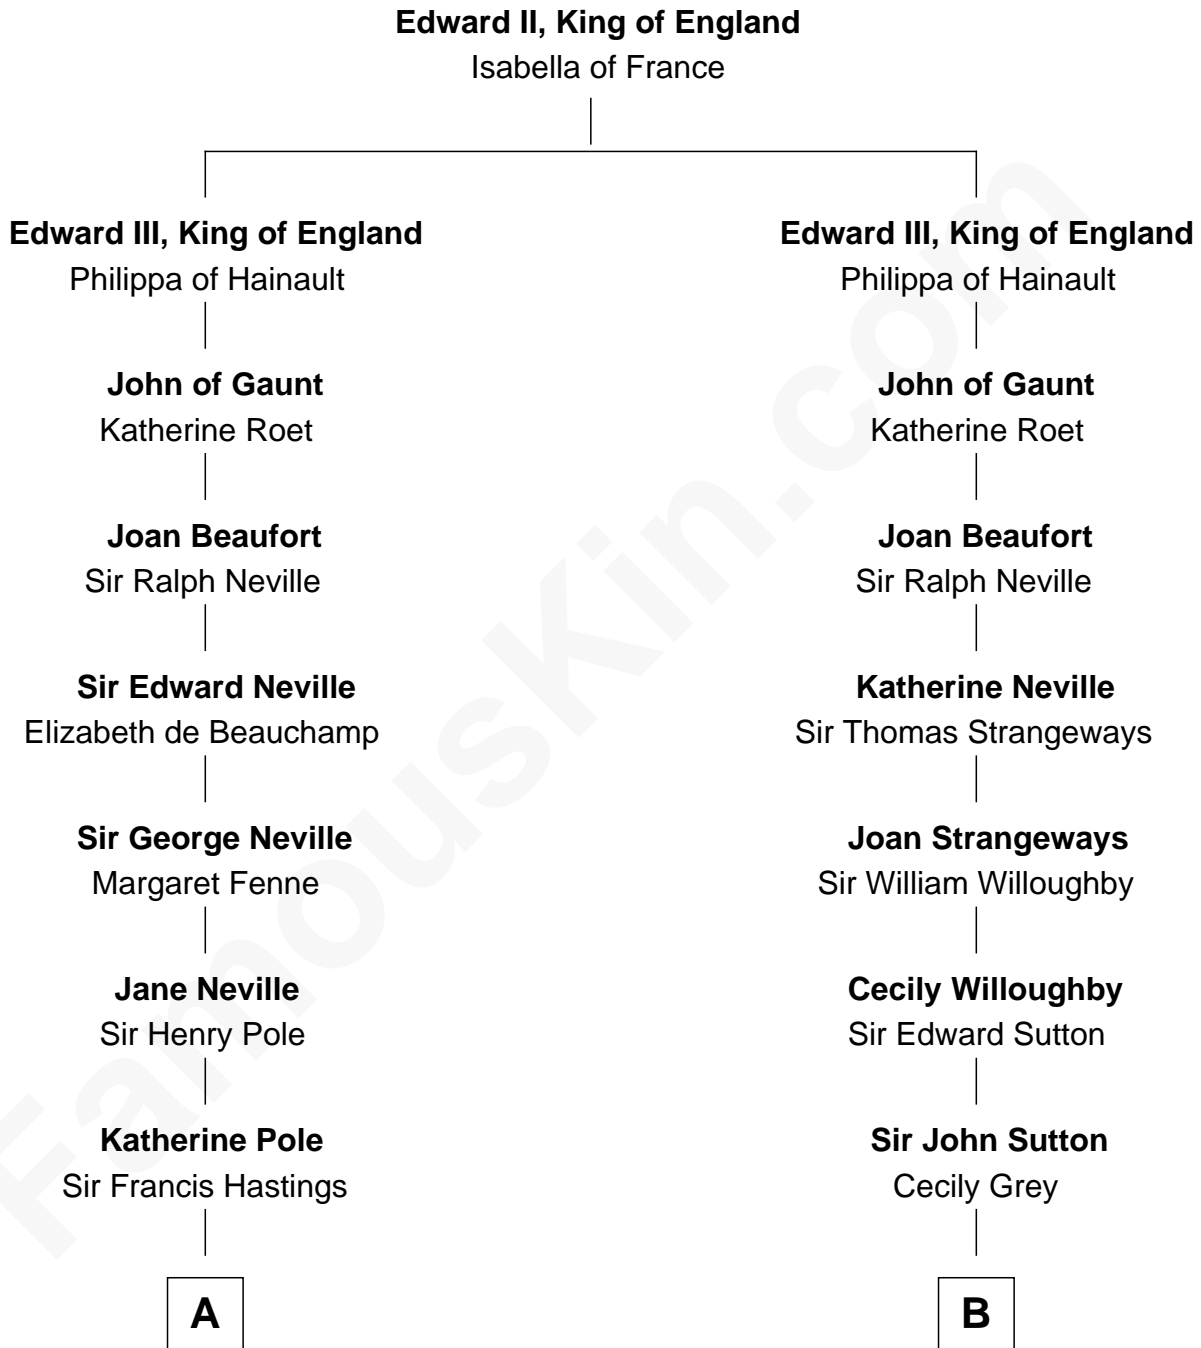 Edward II, King of England
Isabella of France
Edward III, King of England
Philippa of Hainault
John of Gaunt
Katherine Roet
Joan Beaufort
Sir Ralph Neville
Sir Edward Neville
Elizabeth de Beauchamp
Sir George Neville
Margaret Fenne
Jane Neville
Sir Henry Pole
Katherine Pole
Sir Francis Hastings
A
Edward III, King of England
Philippa of Hainault
John of Gaunt
Katherine Roet
Joan Beaufort
Sir Ralph Neville
Katherine Neville
Sir Thomas Strangeways
Joan Strangeways
Sir William Willoughby
Cecily Willoughby
Sir Edward Sutton
Sir John Sutton
Cecily Grey
B
FamousKin.com